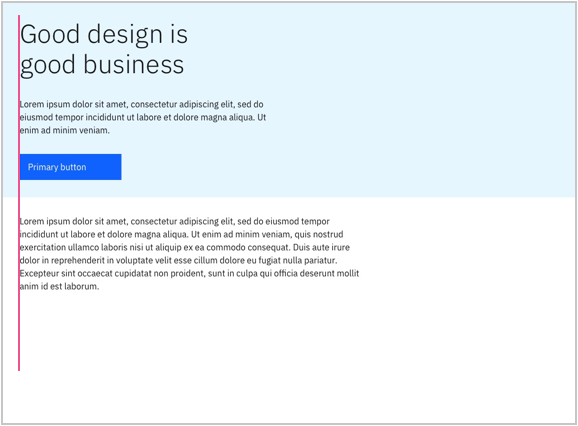 Good design is
good business
Lorem ipsum dolor sit amet, consectetur adipiscing elit, sed do
eiusmod tempor incididunt ut labore et dolore magna aliqua. Ut
enim ad minim veniam.
Primary button
Lorem ipsum dolor sit amet, consectetur adipiscing elit, sed do eiusmod tempor
incididunt ut labore et dolore magna aliqua. Ut enim ad minim veniam, quis nostrud
exercitation ullamco laboris nisi ut aliquip ex ea commodo consequat. Duis aute irure
dolor in reprehenderit in voluptate velit esse cillum dolore eu fugiat nulla pariatur.
Excepteur sint occaecat cupidatat non proident, sunt in culpa qui officia deserunt mollit
anim id est laborum.